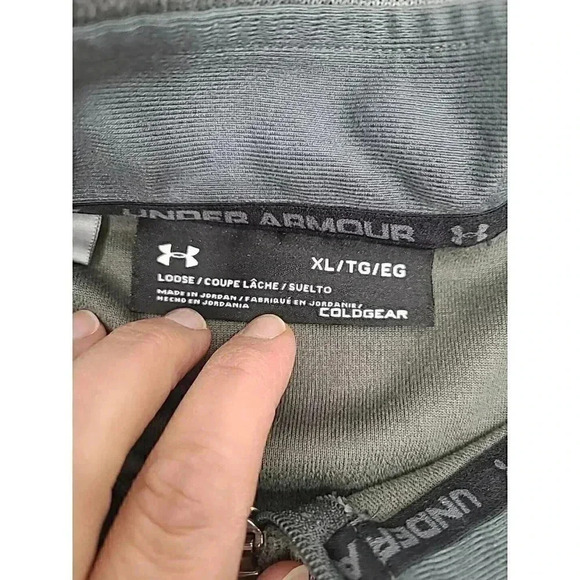 UNDER ARMOUR
XL/TG/EG
LOOSE/COUPE LÂCHE/SUELTO
MADE IN JORDAN/FABRIQUÉ EN JORDANIE/
HECHO EN JORDANIA
COLDGEAR
UNDER ARMOUR